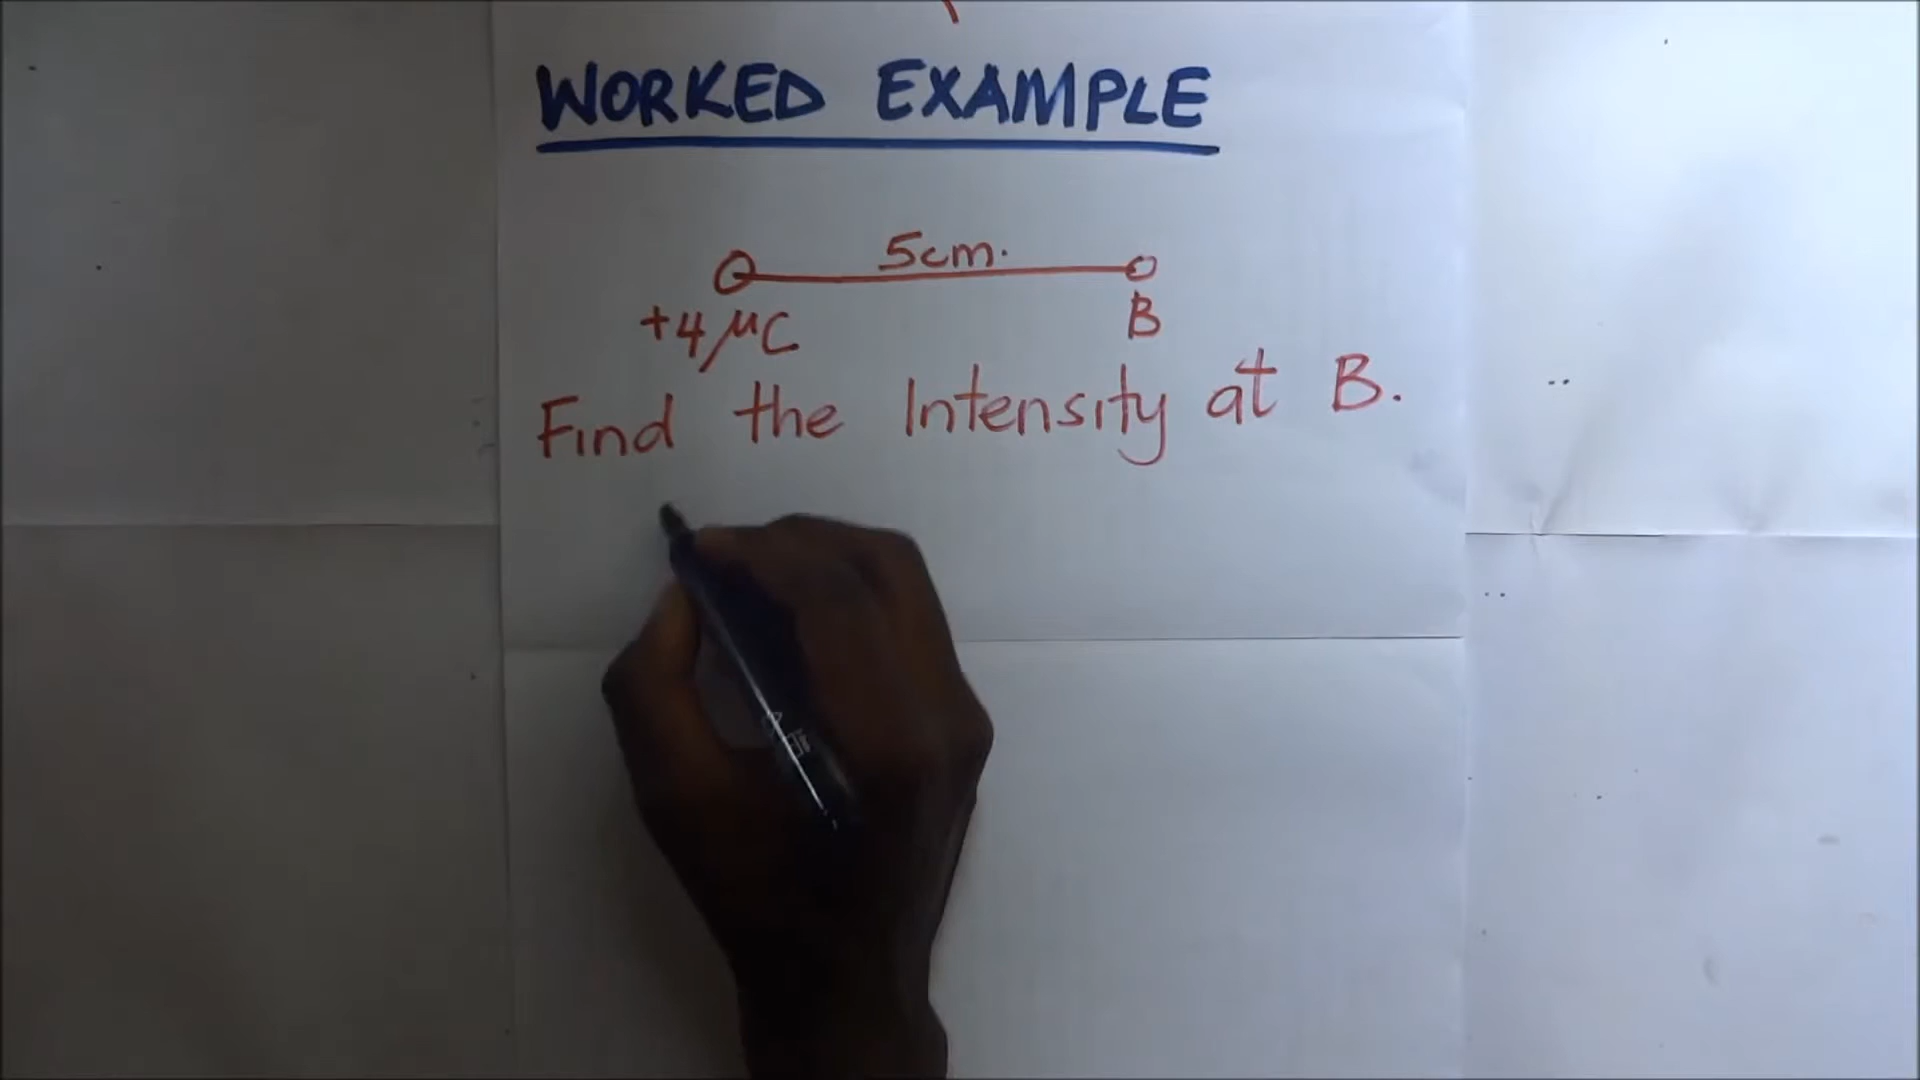 WORKED EXAMPLE
5cm.
+4μC
B
Find the Intensity at B.